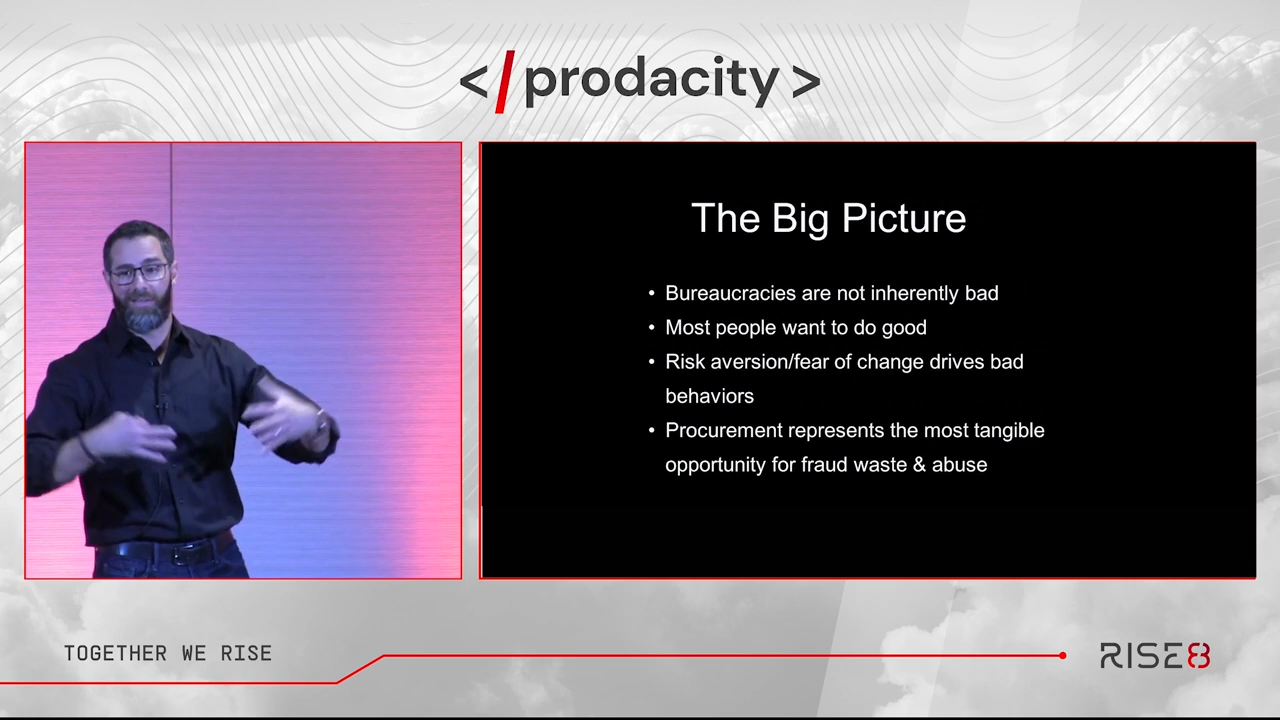 </prodacity>
The Big Picture
• Bureaucracies are not inherently bad
• Most people want to do good
• Risk aversion/fear of change drives bad
behaviors
• Procurement represents the most tangible
opportunity for fraud waste & abuse
TOGETHER WE RISE
RISE8